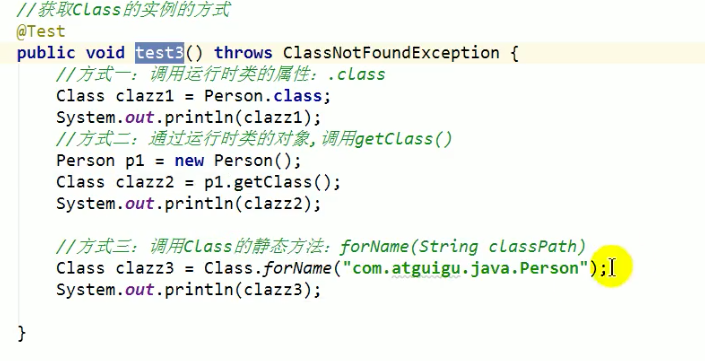 //获取Class的实例的方式
@Test
public void test3() throws ClassNotFoundException {
//方式一：调用运行时类的属性：.class
Class clazz1 = Person.class;
System.out.println(clazz1);
//方式二：通过运行时类的对象,调用getClass()
Person p1 = new Person();
Class clazz2 = p1.getClass();
System.out.println(clazz2);
//方式三：调用Class的静态方法：forName(String classPath)
Class clazz3 = Class.forName("com.atguigu.java.Person");
System.out.println(clazz3);
}